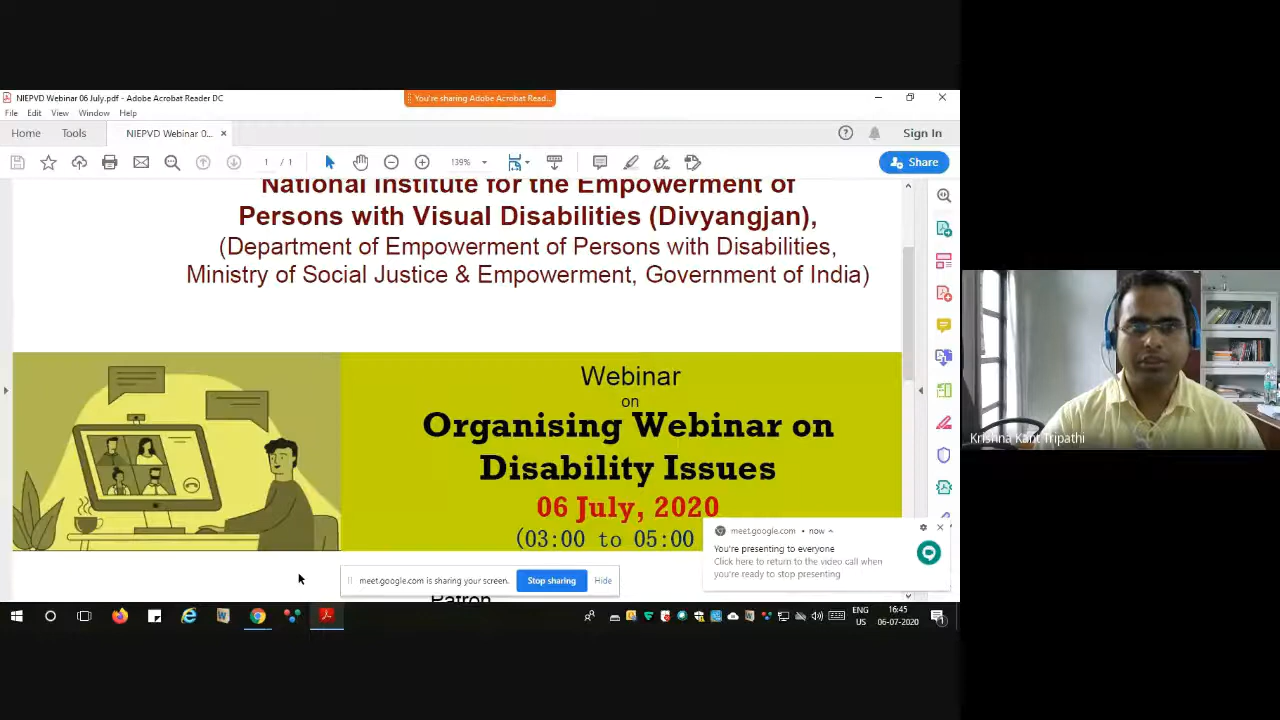 NIEPVD Webinar 06 July.pdf - Adobe Acrobat Reader DC
You're sharing Adobe Acrobat Read...
File Edit View Window Help
Home Tools NIEPVD Webinar 0... × Sign In
1 / 1 139% Share
National Institute for the Empowerment of
Persons with Visual Disabilities (Divyangjan),
(Department of Empowerment of Persons with Disabilities,
Ministry of Social Justice & Empowerment, Government of India)
Webinar
on
Organising Webinar on
Disability Issues
06 July, 2020
(03:00 to 05:00
Krishna Kant Tripathi
meet.google.com • now
You're presenting to everyone
Click here to return to the video call when
you're ready to stop presenting
meet.google.com is sharing your screen. Stop sharing Hide
Patron
ENG
US
16:45
06-07-2020
1